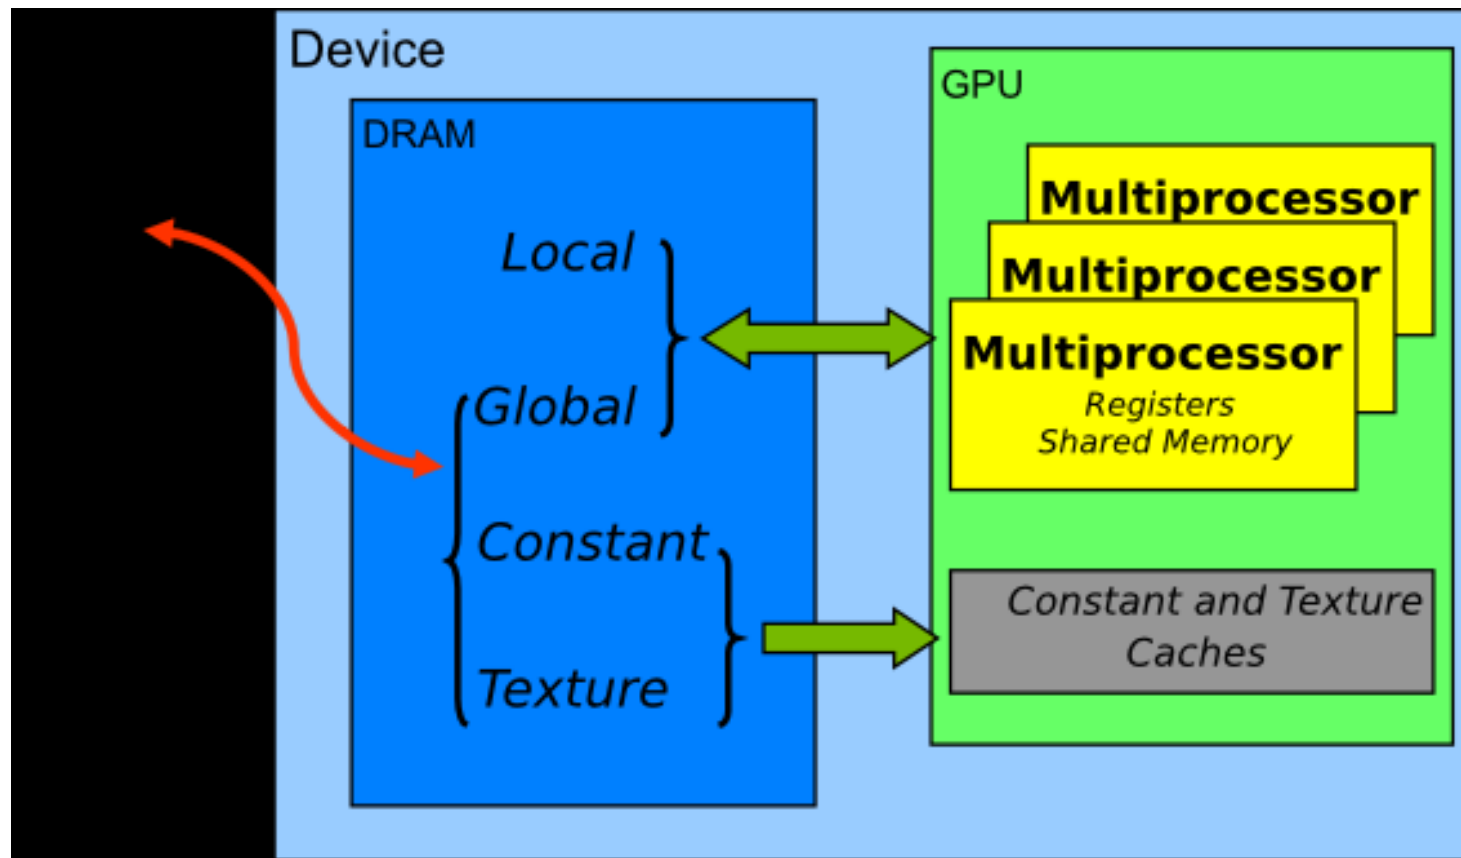 Device
DRAM
Local
Global
Constant
Texture
GPU
Multiprocessor
Multiprocessor
Multiprocessor
Registers
Shared Memory
Constant and Texture
Caches